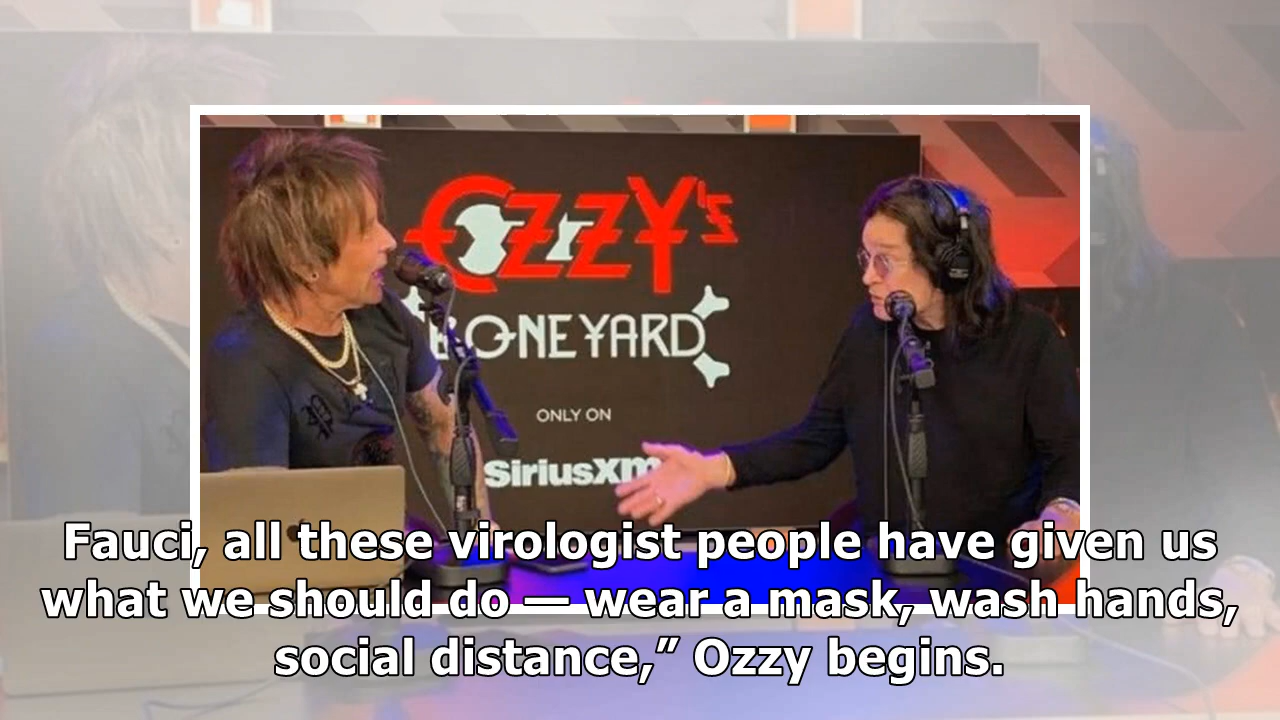 Ozzy's
BONEYARD
ONLY ON
SiriusXM
Fauci, all these virologist people have given us
what we should do — wear a mask, wash hands,
social distance,” Ozzy begins.